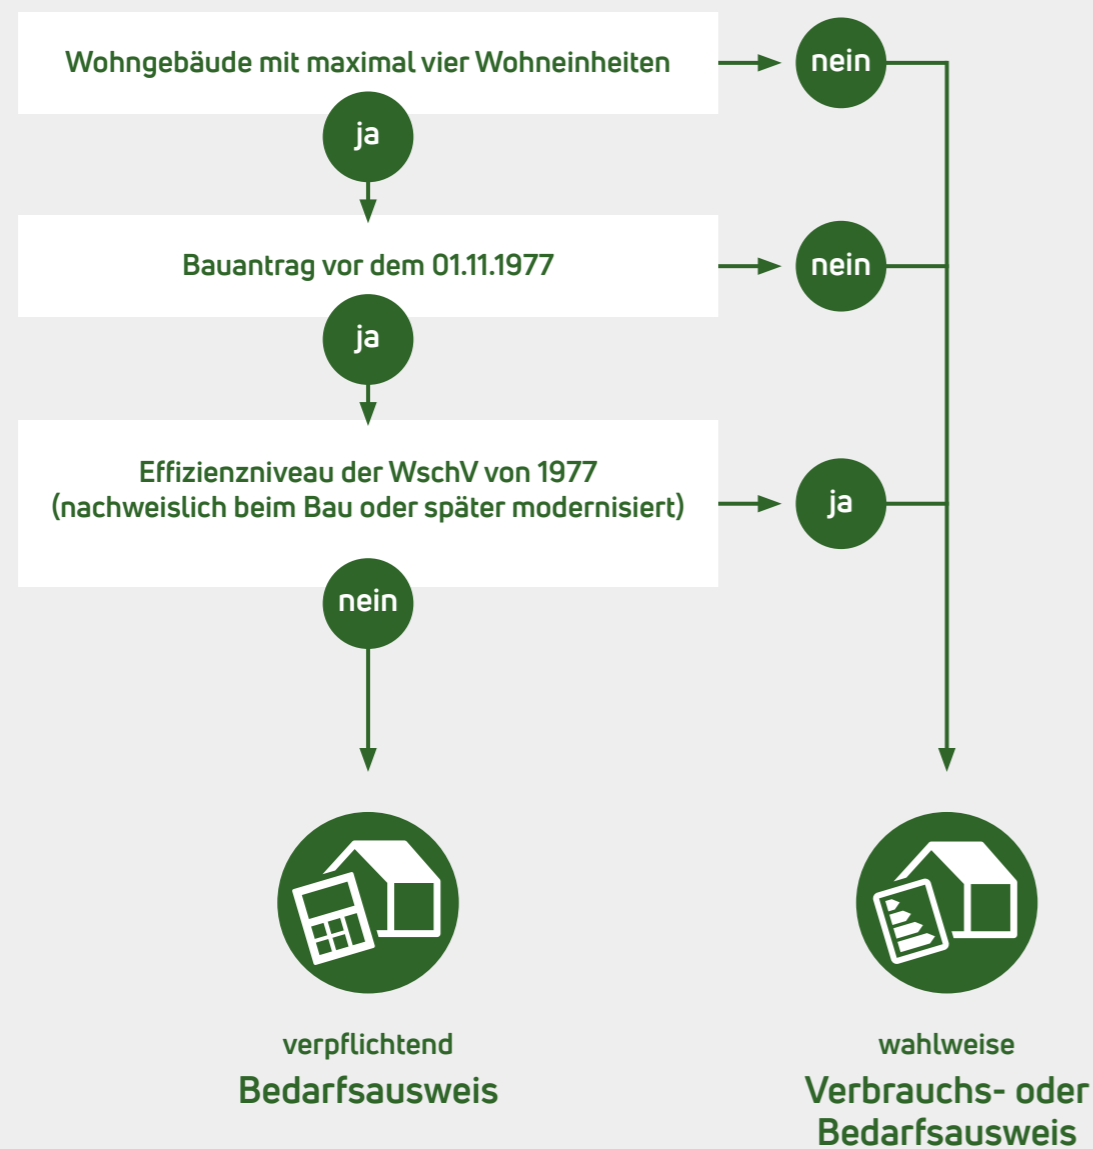 Wohngebäude mit maximal vier Wohneinheiten
nein
ja
Bauantrag vor dem 01.11.1977
nein
ja
Effizienzniveau der WschV von 1977
(nachweislich beim Bau oder später modernisiert)
ja
nein
verpflichtend
Bedarfsausweis
wahlweise
Verbrauchs- oder
Bedarfsausweis